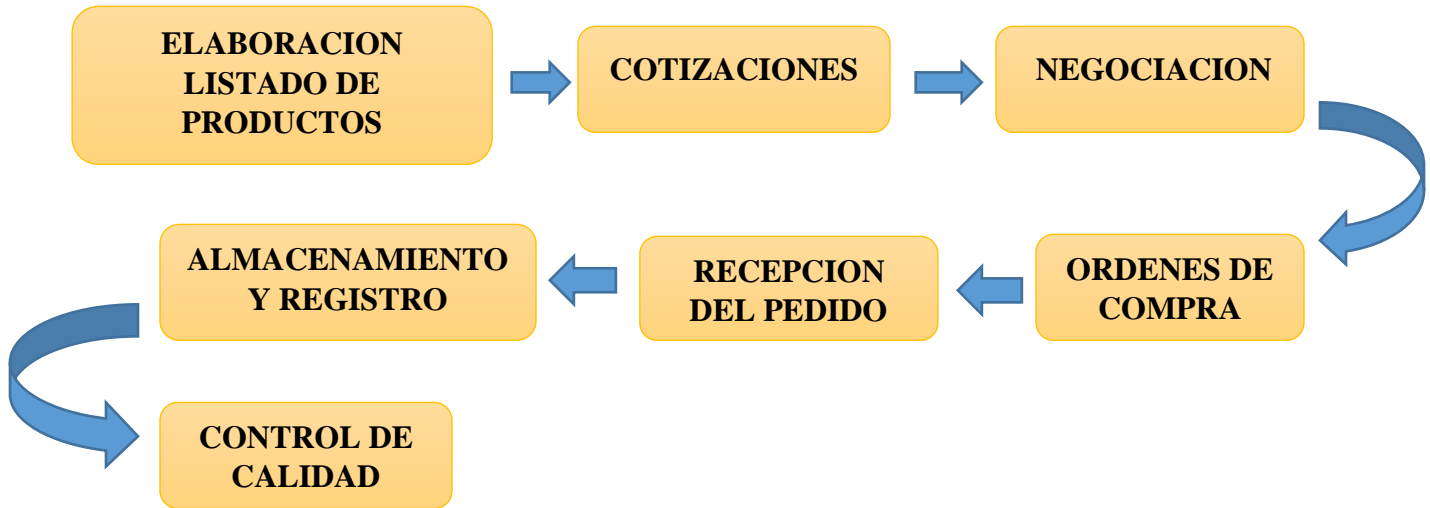 ELABORACION
LISTADO DE
PRODUCTOS
COTIZACIONES
NEGOCIACION
ORDENES DE
COMPRA
RECEPCION
DEL PEDIDO
ALMACENAMIENTO
Y REGISTRO
CONTROL DE
CALIDAD